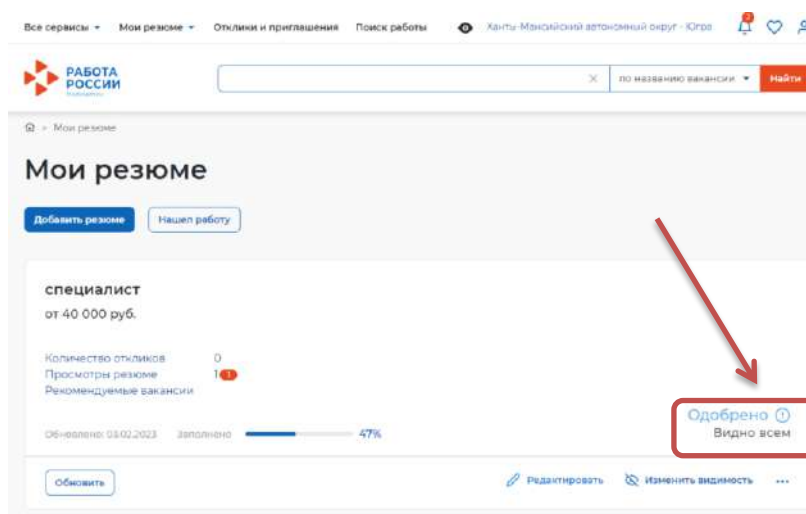 Все сервисы Мои резюме Отклики и приглашения Поиск работы Ханты-Мансийский автономный округ - Югра
РАБОТА
РОССИИ
по названию вакансии Найти
Мои резюме
Мои резюме
Добавить резюме Нашел работу
специалист
от 40 000 руб.
Количество откликов 0
Просмотры резюме 1
Рекомендуемые вакансии
Одобрено
Видно всем
Обновлено: 03.02.2023 Заполнено 47%
Обновить Редактировать Изменить видимость ...